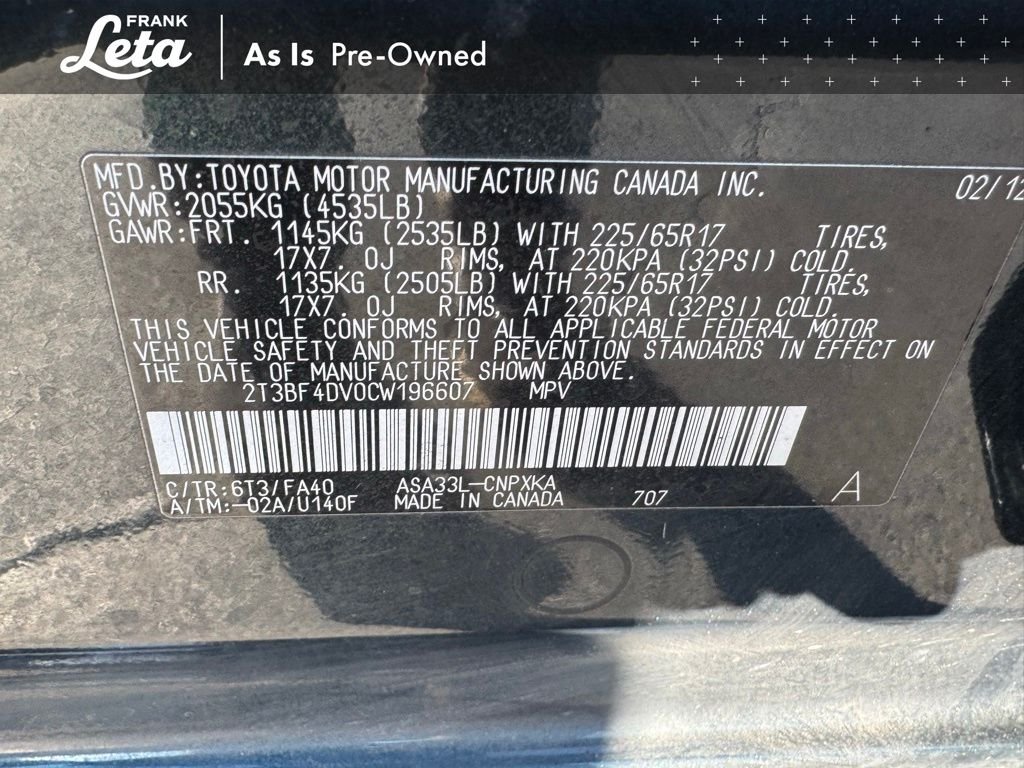 FRANK
Leta
As Is Pre-Owned
MFD.BY:TOYOTA MOTOR MANUFACTURING CANADA INC. 02/12
GVWR:2055KG (4535LB)
GAWR:FRT. 1145KG (2535LB) WITH 225/65R17 TIRES,
17X7.0J RIMS, AT 220KPA (32PSI) COLD.
RR. 1135KG (2505LB) WITH 225/65R17 TIRES,
17X7.0J RIMS, AT 220KPA (32PSI) COLD.
THIS VEHICLE CONFORMS TO ALL APPLICABLE FEDERAL MOTOR
VEHICLE SAFETY AND THEFT PREVENTION STANDARDS IN EFFECT ON
THE DATE OF MANUFACTURE SHOWN ABOVE.
2T3BF4DV0CW196607 MPV
C/TR:6T3/FA40 ASA33L-CNPXKA
A/TM:-02A/U140F MADE IN CANADA 707 A